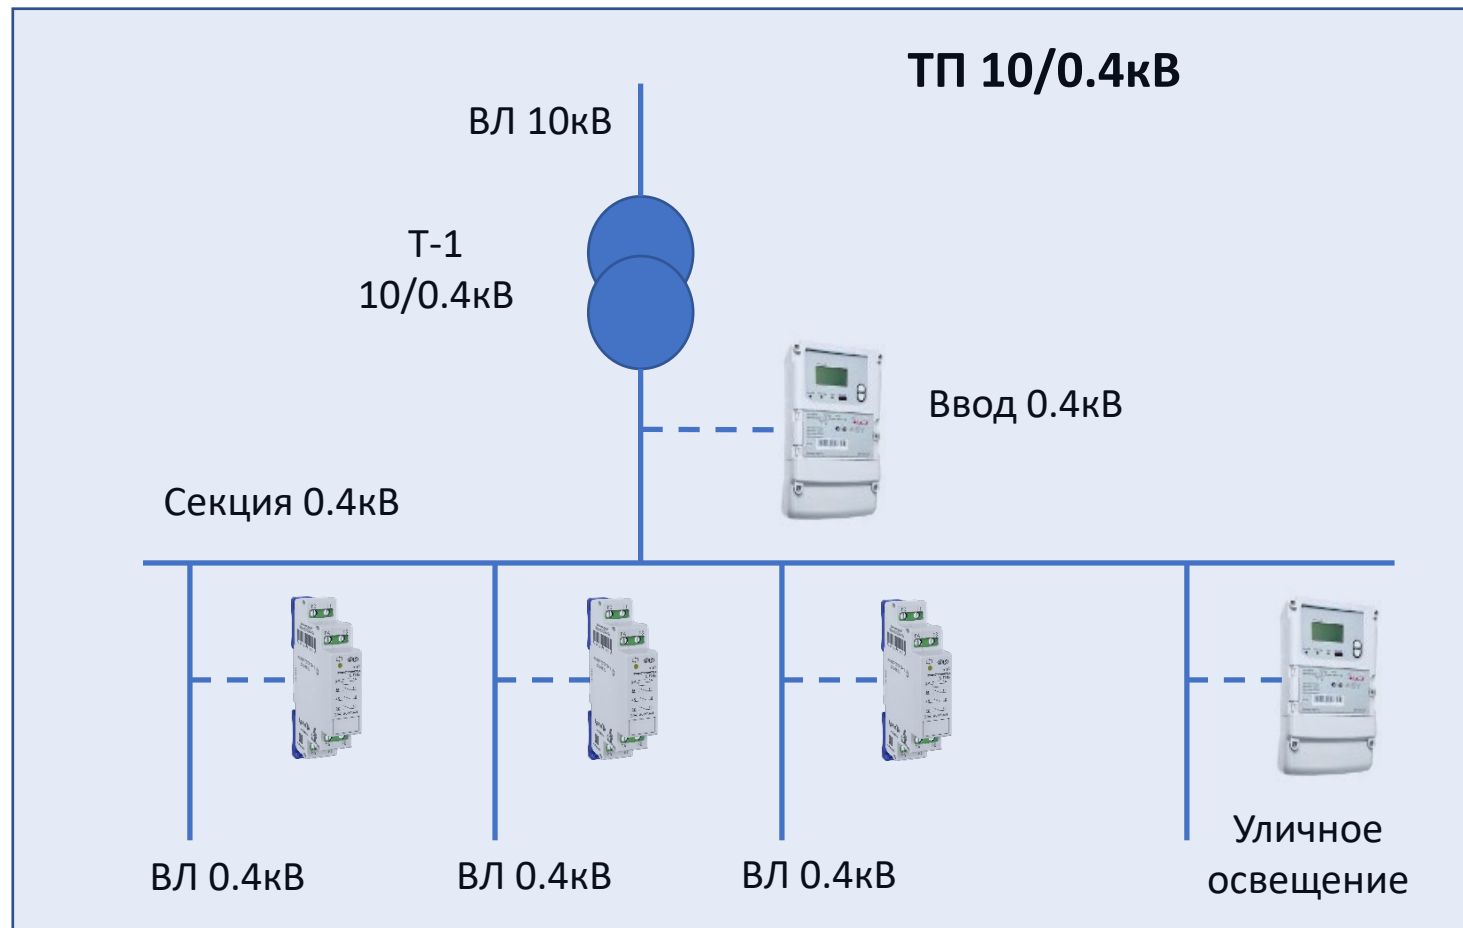 ТП 10/0.4кВ
ВЛ 10кВ
Т-1
10/0.4кВ
Ввод 0.4кВ
Секция 0.4кВ
ВЛ 0.4кВ
ВЛ 0.4кВ
ВЛ 0.4кВ
Уличное
освещение